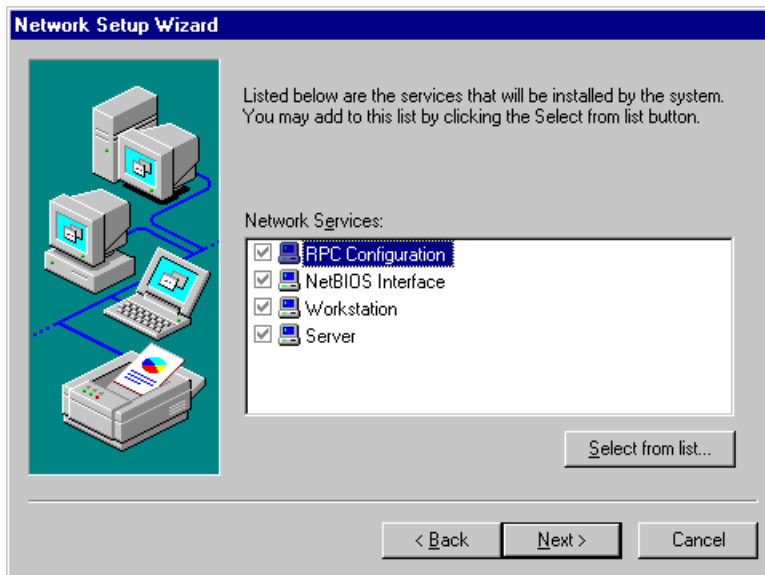 Network Setup Wizard
Listed below are the services that will be installed by the system.
You may add to this list by clicking the Select from list button.
Network Services:
RPC Configuration
NetBIOS Interface
Workstation
Server
Select from list...
< Back
Next >
Cancel